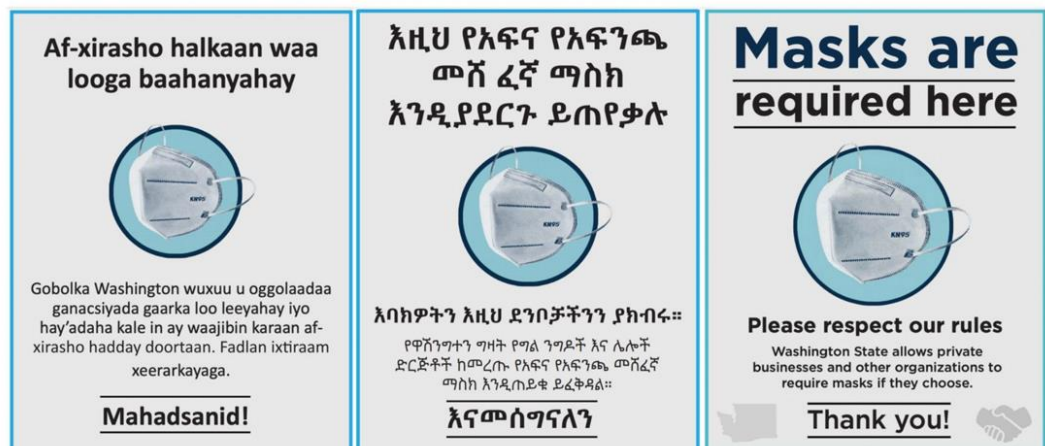 Af-xirasho halkaan waa
looga baahanyahay
KN95
Gobolka Washington wuxuu u oggolaadaa
ganacsiyada gaarka loo leeyahay iyo
hay'adaha kale in ay waajibin karaan af-
xirasho hadday doortaan. Fadlan ixtiraam
xeerarkayaga.
Mahadsanid!
እዚህ የአፍና የአፍንጫ
መሸ ፈኛ ማስክ
እንዲያደርጉ ይጠየቃሉ
KN95
እባክዎትን እዚህ ደንቦቻችንን ያክብሩ።
የዋሽንግተን ግዛት የግል ንግዶች እና ሌሎች
ድርጅቶች ከመረጡ የአፍና የአፍንጫ መሸፈኛ
ማስክ እንዲጠይቁ ይፈቅዳል።
እናመሰግናለን
Masks are
required here
KN95
Please respect our rules
Washington State allows private
businesses and other organizations to
require masks if they choose.
Thank you!